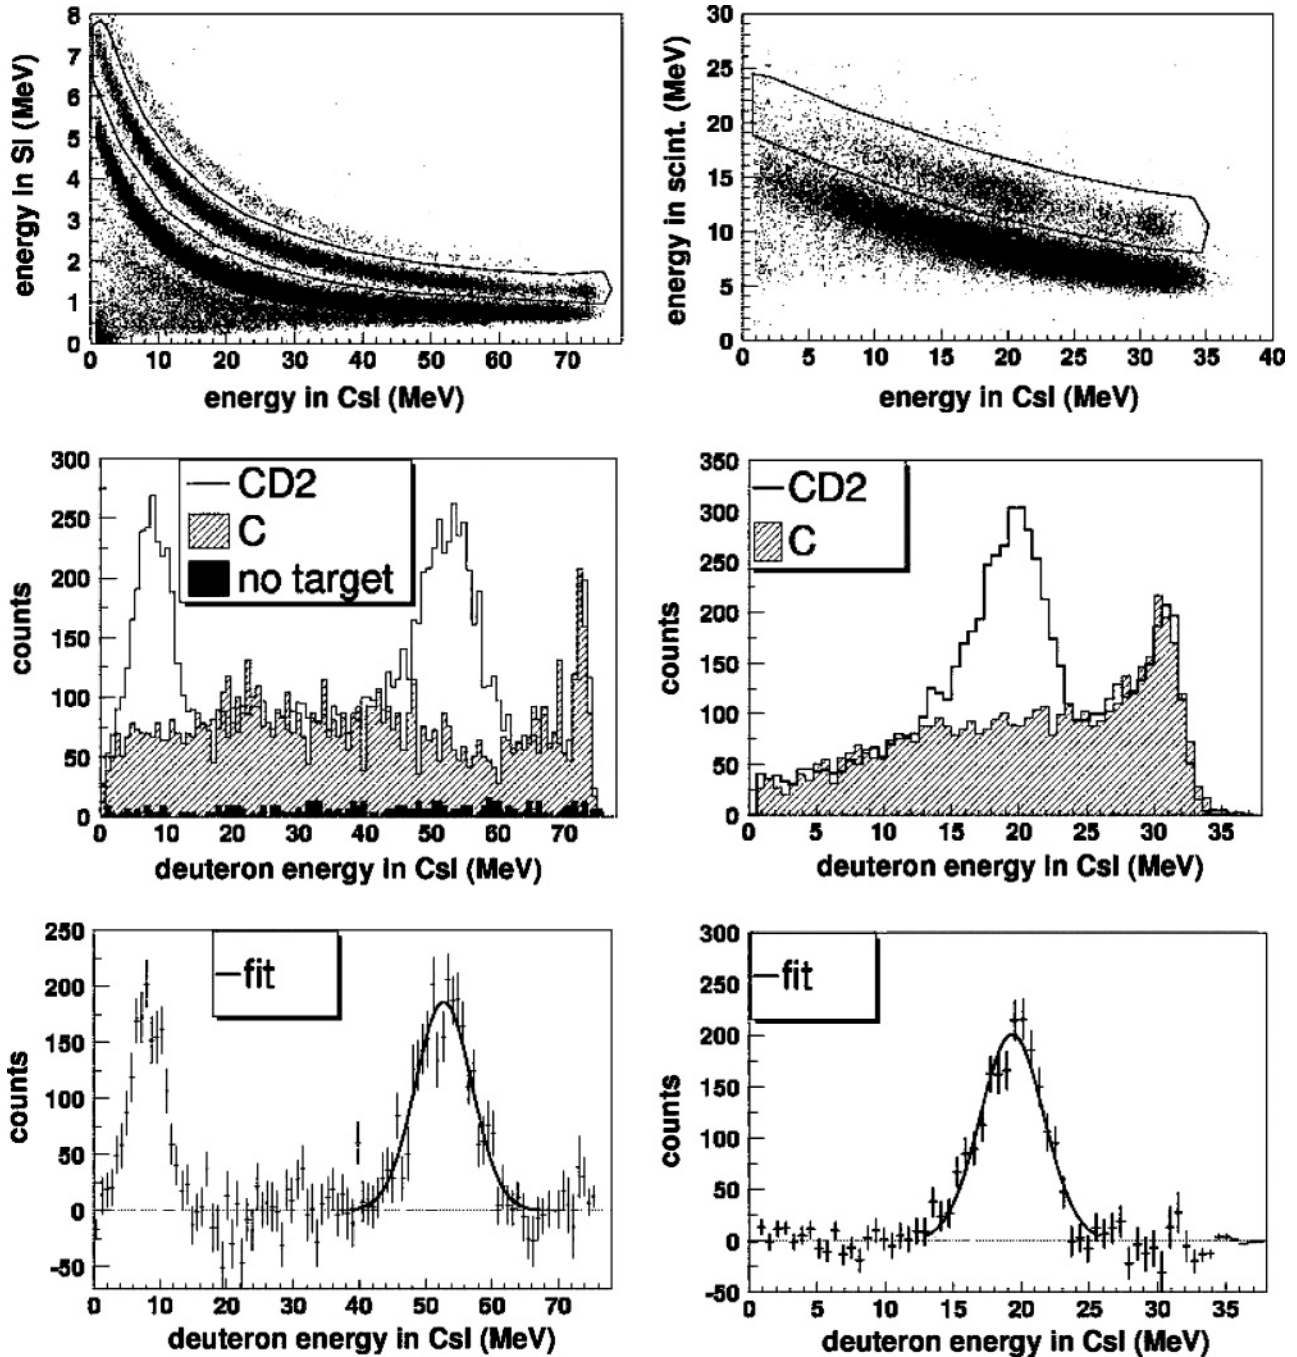 8
7
6
5
4
3
2
1
0
energy in Si (MeV)
0 10 20 30 40 50 60 70
energy in CsI (MeV)
30
25
20
15
10
5
0
energy in scint. (MeV)
0 5 10 15 20 25 30 35 40
energy in CsI (MeV)
300
250
200
150
100
50
0
counts
CD2
C
no target
0 10 20 30 40 50 60 70
deuteron energy in CsI (MeV)
350
300
250
200
150
100
50
0
counts
CD2
C
0 5 10 15 20 25 30 35
deuteron energy in CsI (MeV)
250
200
150
100
50
0
-50
counts
fit
0 10 20 30 40 50 60 70
deuteron energy in CsI (MeV)
300
250
200
150
100
50
0
-50
counts
fit
0 5 10 15 20 25 30 35
deuteron energy in CsI (MeV)